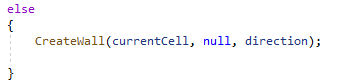 else
{
CreateWall(currentCell, null, direction);
}